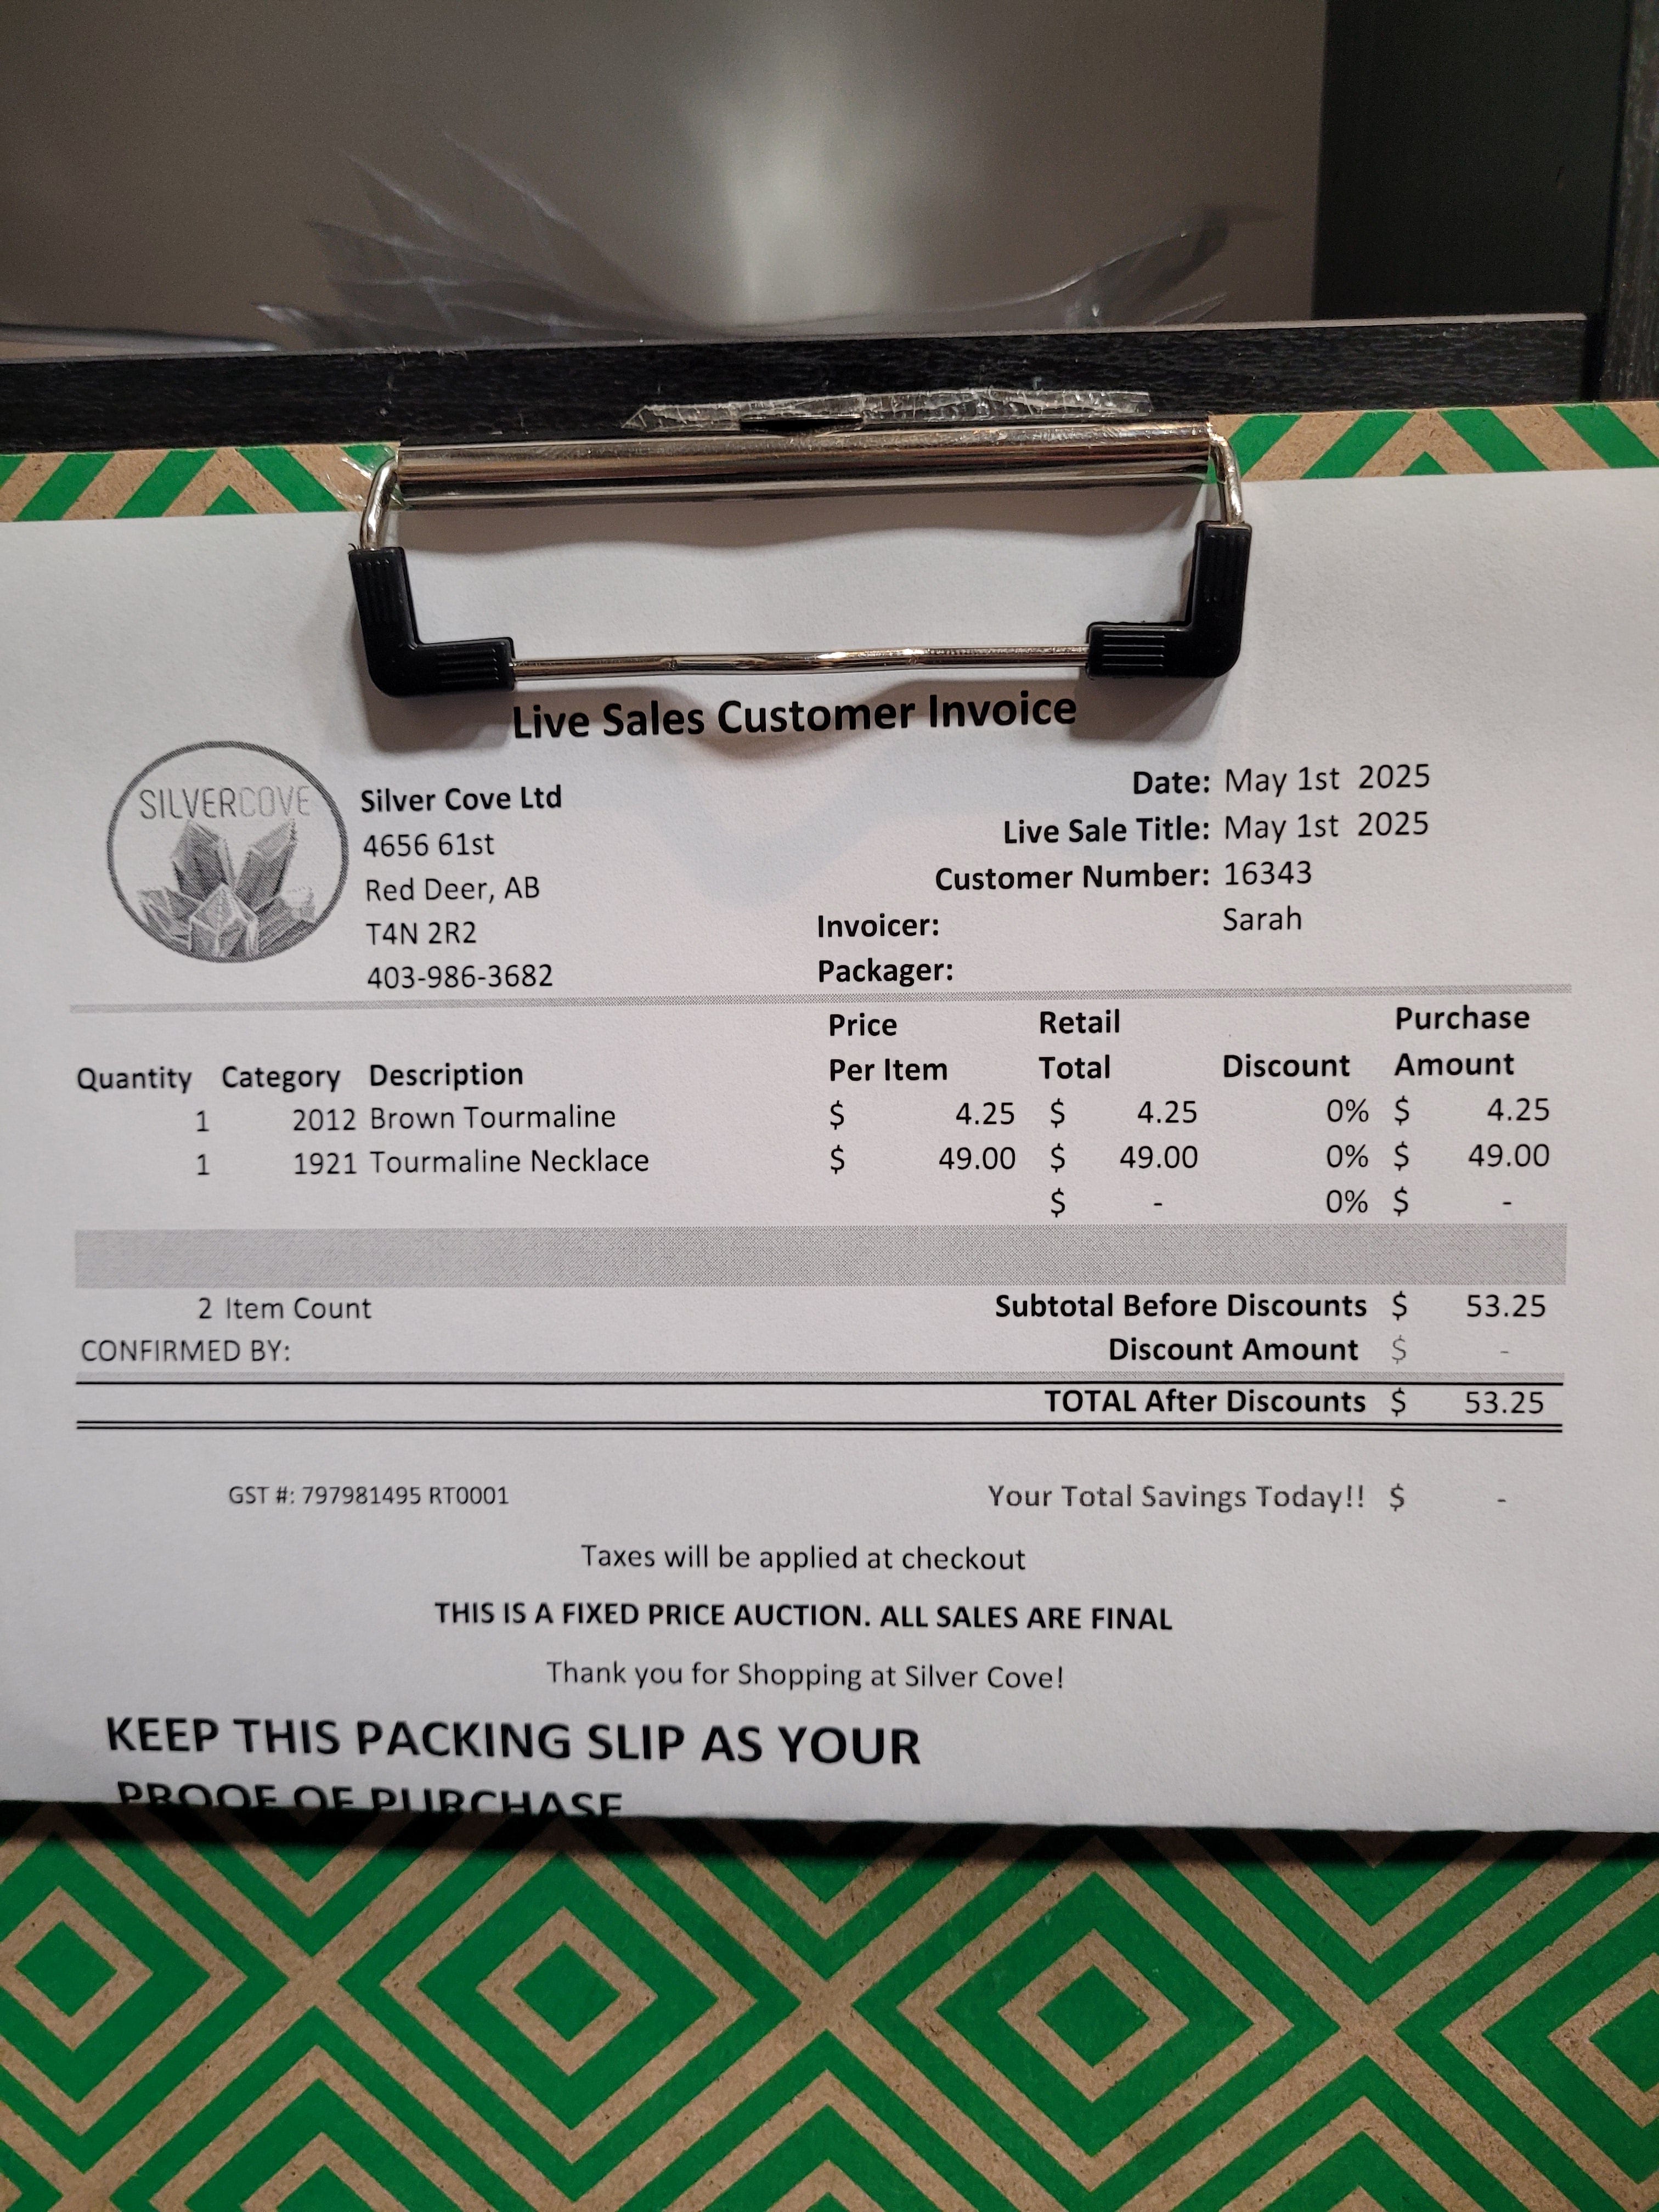 Live Sales Customer Invoice
SILVERCOVE
Silver Cove Ltd
4656 61st
Red Deer, AB
T4N 2R2
403-986-3682
Date: May 1st 2025
Live Sale Title: May 1st 2025
Customer Number: 16343
Invoicer: Sarah
Packager:
Quantity Category Description Price Per Item Retail Total Discount Purchase Amount
1 2012 Brown Tourmaline $ 4.25 $ 4.25 0% $ 4.25
1 1921 Tourmaline Necklace $ 49.00 $ 49.00 0% $ 49.00
$ - 0% $ -
2 Item Count Subtotal Before Discounts $ 53.25
CONFIRMED BY: Discount Amount $ -
TOTAL After Discounts $ 53.25
GST #: 797981495 RT0001 Your Total Savings Today!! $ -
Taxes will be applied at checkout
THIS IS A FIXED PRICE AUCTION. ALL SALES ARE FINAL
Thank you for Shopping at Silver Cove!
KEEP THIS PACKING SLIP AS YOUR
PROOF OF PURCHASE